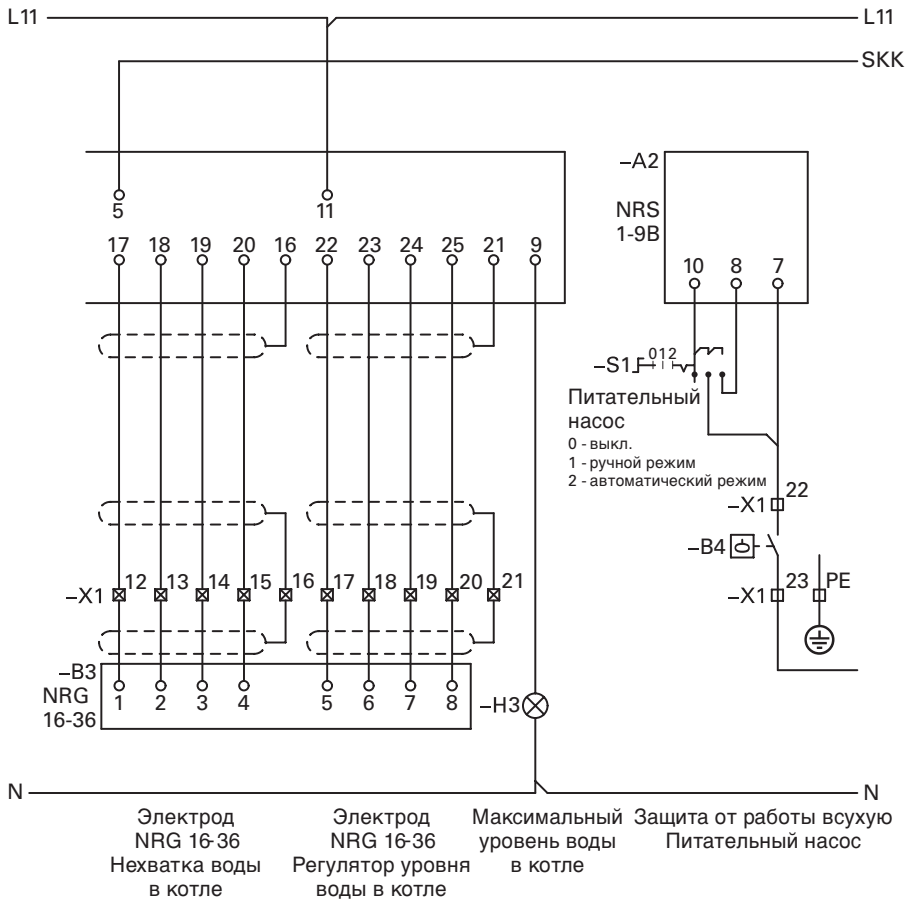 L11 L11
SKK
–A2
NRS
1-9B
5 11
17 18 19 20 16 22 23 24 25 21 9
10 8 7
–S1 012
Питательный
насос
0 - выкл.
1 - ручной режим
2 - автоматический режим
–X1 22
–B4
–X1 12 13 14 15 16 17 18 19 20 21
–X1 23 PE
–B3
NRG
16-36
1 2 3 4 5 6 7 8
–H3
N N
Электрод
NRG 16-36
Нехватка воды
в котле
Электрод
NRG 16-36
Регулятор уровня
воды в котле
Максимальный
уровень воды
в котле
Защита от работы всухую
Питательный насос